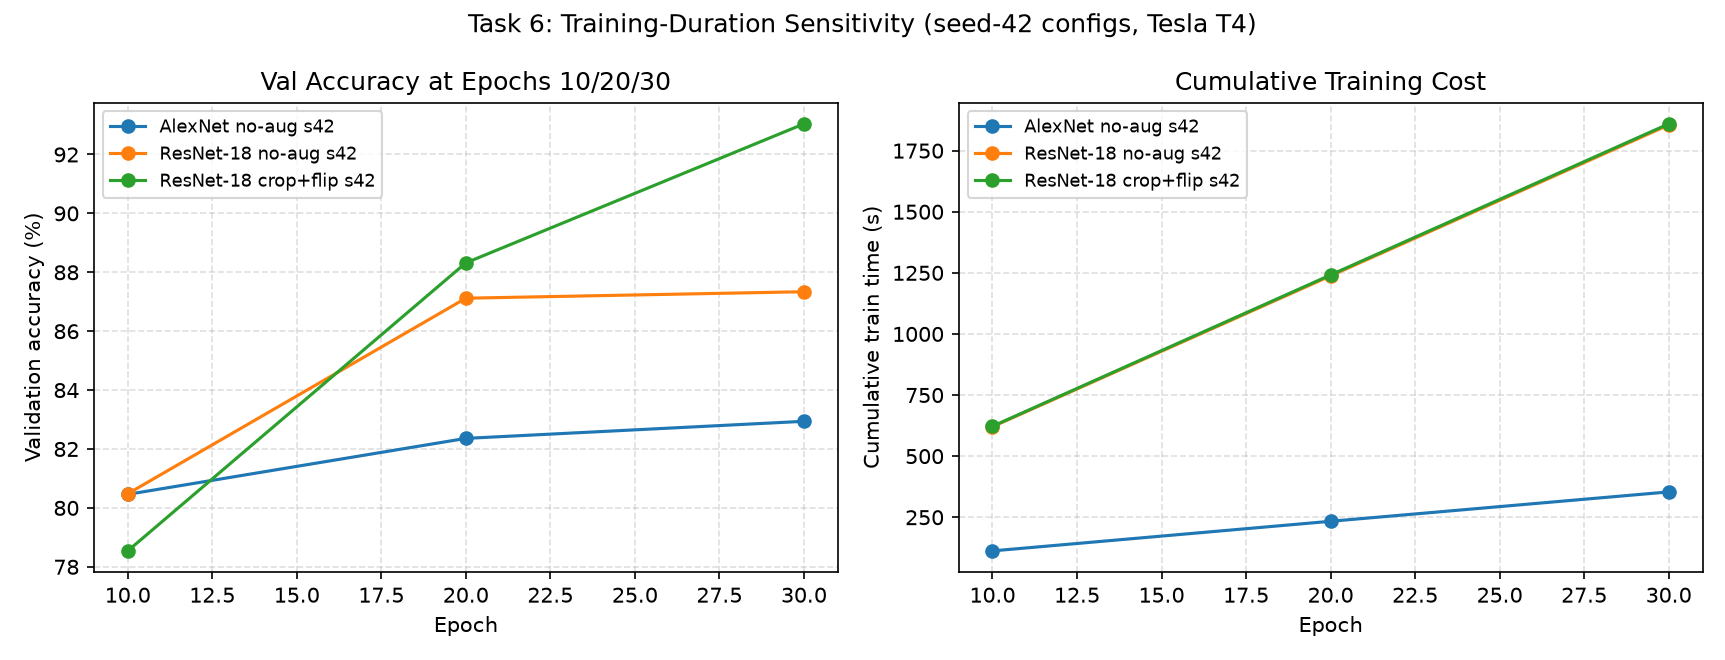 Task 6: Training-Duration Sensitivity (seed-42 configs, Tesla T4)
Val Accuracy at Epochs 10/20/30
AlexNet no-aug s42
ResNet-18 no-aug s42
ResNet-18 crop+flip s42
Validation accuracy (%)
92
90
88
86
84
82
80
78
10.0 12.5 15.0 17.5 20.0 22.5 25.0 27.5 30.0
Epoch
Cumulative Training Cost
AlexNet no-aug s42
ResNet-18 no-aug s42
ResNet-18 crop+flip s42
Cumulative train time (s)
1750
1500
1250
1000
750
500
250
10.0 12.5 15.0 17.5 20.0 22.5 25.0 27.5 30.0
Epoch